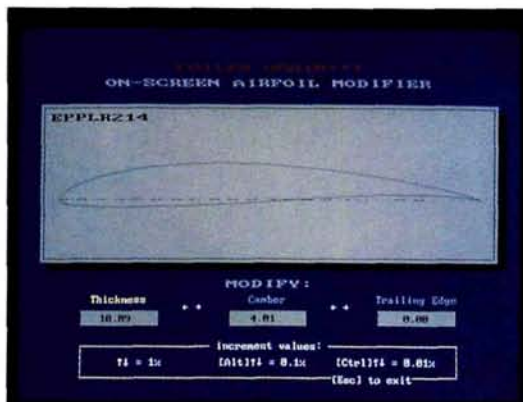 ON-SCREEN AIRFOIL MODIFIER
EPPLR214
MODIFY:
Thickness Camber Trailing Edge
10.89 4.01 0.00
increment values:
↑↓ = 1% [Alt]↑↓ = 0.1% [Ctrl]↑↓ = 0.01%
[Esc] to exit